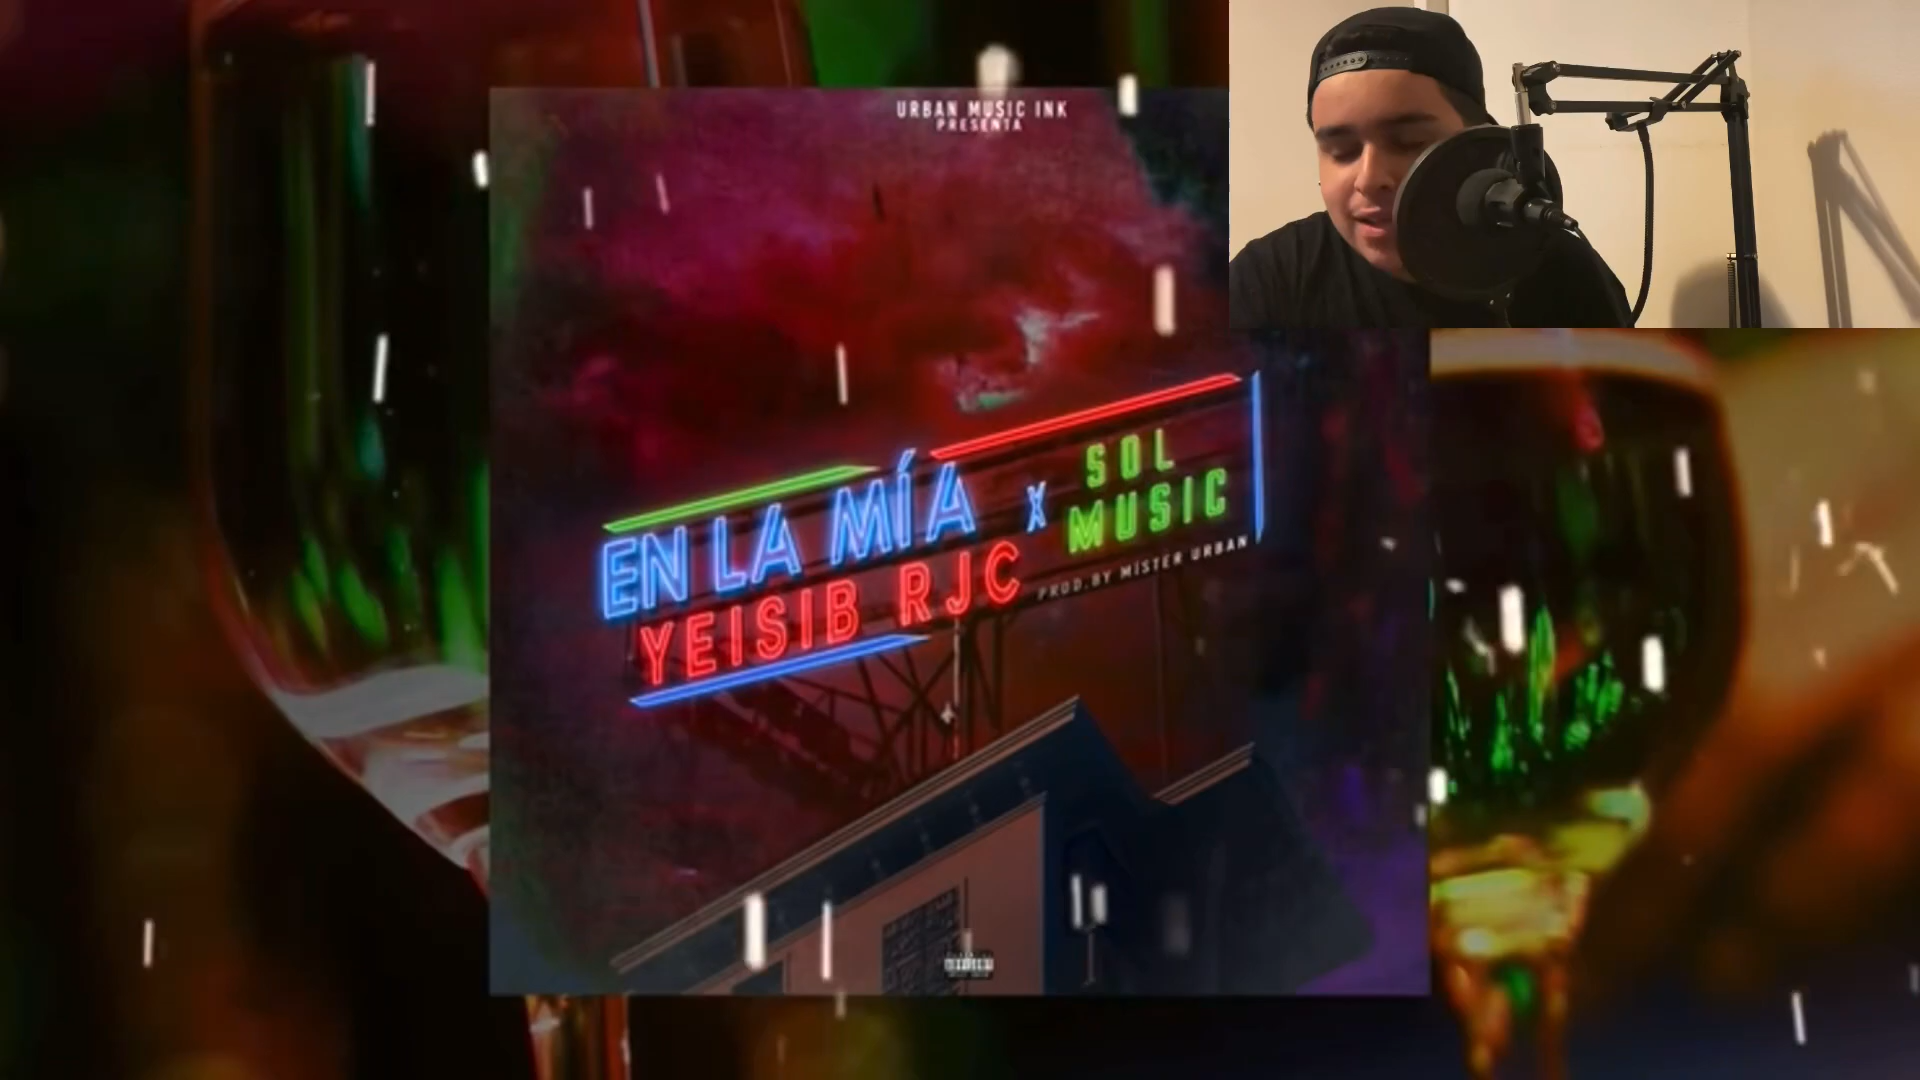 URBAN MUSIC INK
PRESENTA
EN LA MÍA
YEISIB RJC
X
SOL
MUSIC
PROD.BY MISTER URBAN